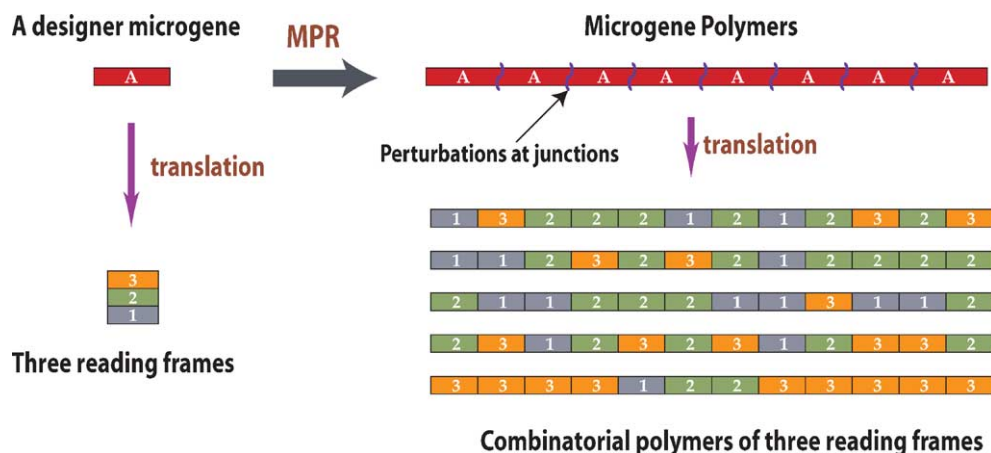 A designer microgene
MPR
Microgene Polymers
A
A A A A A A A A
Perturbations at junctions
translation
translation
1 3 2 2 2 1 2 1 2 3 2 3
1 1 2 3 2 3 2 1 2 2 2 2
3
2
1
2 1 1 2 2 2 1 1 3 1 1 2
Three reading frames
2 3 1 2 3 2 3 1 2 3 3 2
3 3 3 3 1 2 2 3 3 3 3 3
Combinatorial polymers of three reading frames